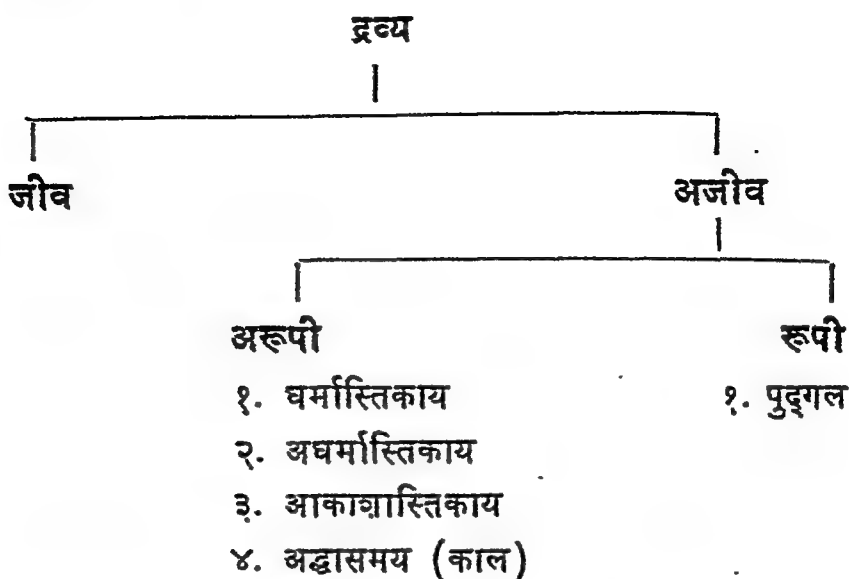 द्रव्य
जीव अजीव
अरूपी रूपी
१. धर्मास्तिकाय १. पुद्गल
२. अधर्मास्तिकाय
३. आकाशास्तिकाय
४. अद्धासमय (काल)